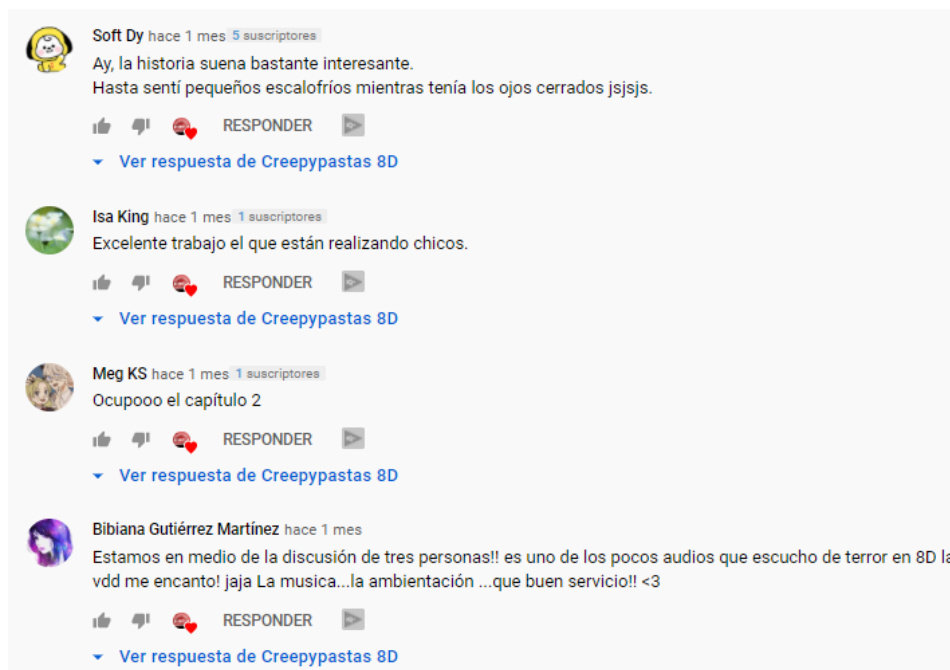 Soft Dy hace 1 mes 5 suscriptores
Ay, la historia suena bastante interesante.
Hasta sentí pequeños escalofríos mientras tenía los ojos cerrados jsjsjs.
RESPONDER
Ver respuesta de Creepypastas 8D
Isa King hace 1 mes 1 suscriptores
Excelente trabajo el que están realizando chicos.
RESPONDER
Ver respuesta de Creepypastas 8D
Meg KS hace 1 mes 1 suscriptores
Ocupooo el capítulo 2
RESPONDER
Ver respuesta de Creepypastas 8D
Bibiana Gutiérrez Martínez hace 1 mes
Estamos en medio de la discusión de tres personas!! es uno de los pocos audios que escucho de terror en 8D la
vdd me encanto! jaja La musica...la ambientación ...que buen servicio!! <3
RESPONDER
Ver respuesta de Creepypastas 8D